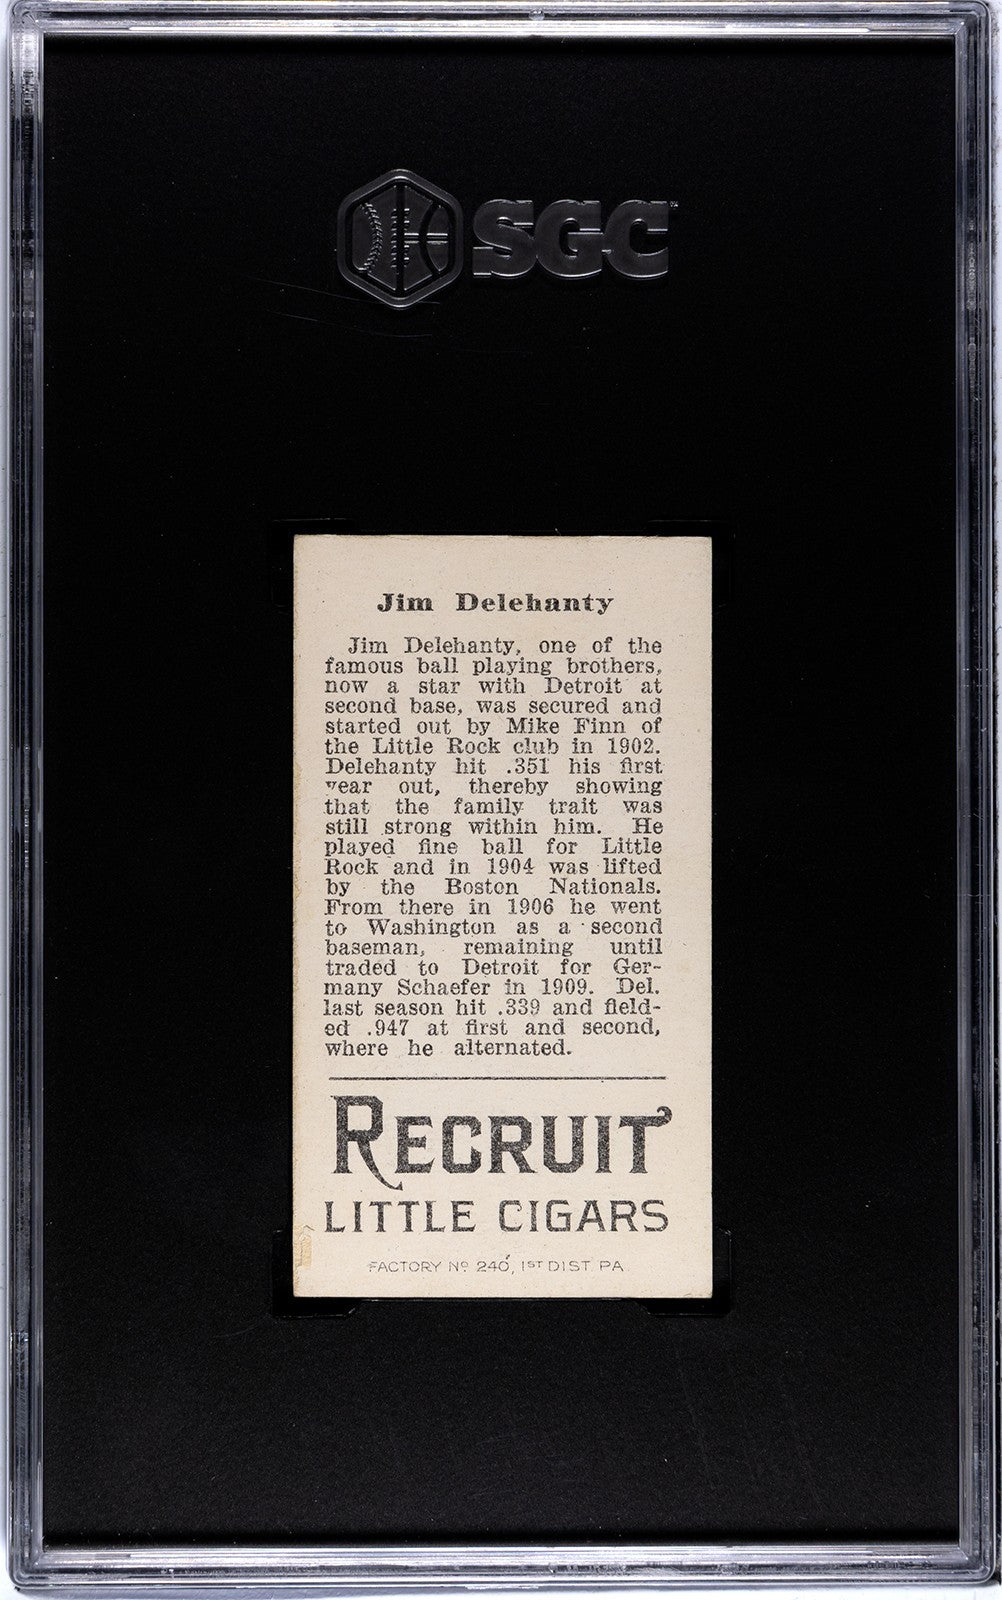 SGC
Jim Delehanty
Jim Delehanty, one of the
famous ball playing brothers,
now a star with Detroit at
second base, was secured and
started out by Mike Finn of
the Little Rock club in 1902.
Delehanty hit .351 his first
year out, thereby showing
that the family trait was
still strong within him. He
played fine ball for Little
Rock and in 1904 was lifted
by the Boston Nationals.
From there in 1906 he went
to Washington as a second
baseman, remaining until
traded to Detroit for Ger-
many Schaefer in 1909. Del.
last season hit .339 and field-
ed .947 at first and second,
where he alternated.
RECRUIT
LITTLE CIGARS
FACTORY Nº 240, 1ST DIST. PA